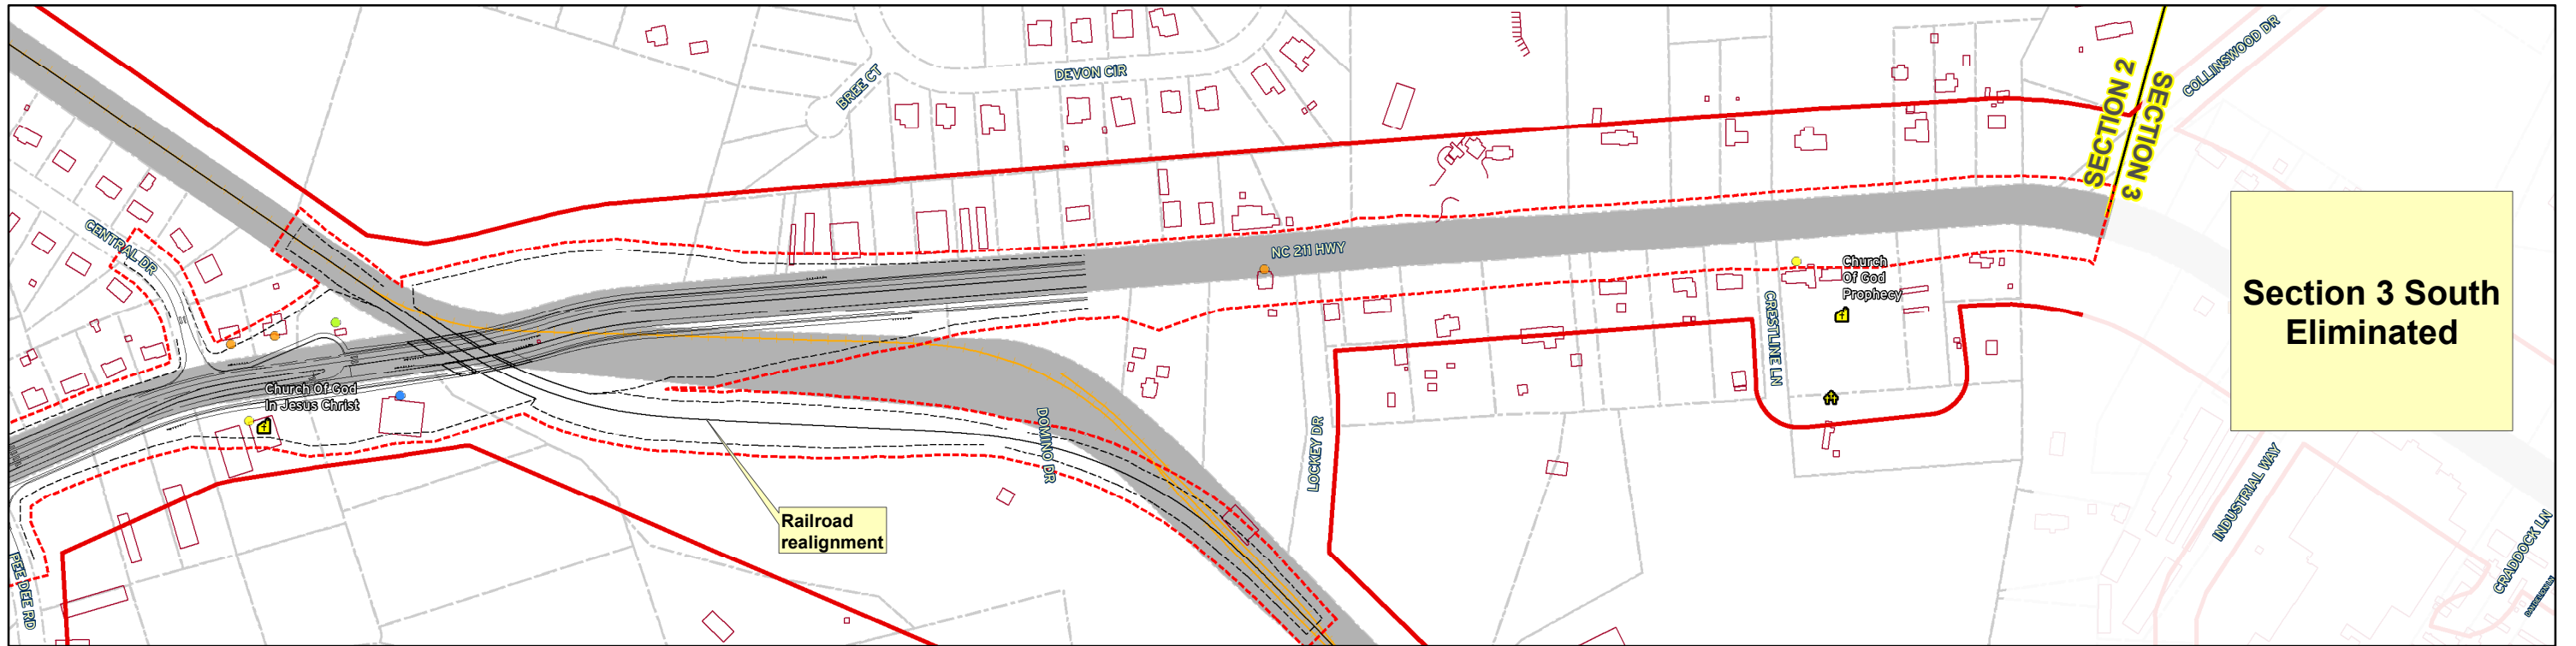 COLLINSWOOD DR
DEVON CIR
BREE CT
SECTION 2
SECTION 3
CENTRAL DR
NC 211 HWY
Church
Of God
Prophecy
CRESTLINE LN
Section 3 South
Eliminated
Church Of God
In Jesus Christ
DOMINO DR
LOCKEY DR
Railroad
realignment
INDUSTRIAL WAY
CRADDOCK LN
PEE DEE RD